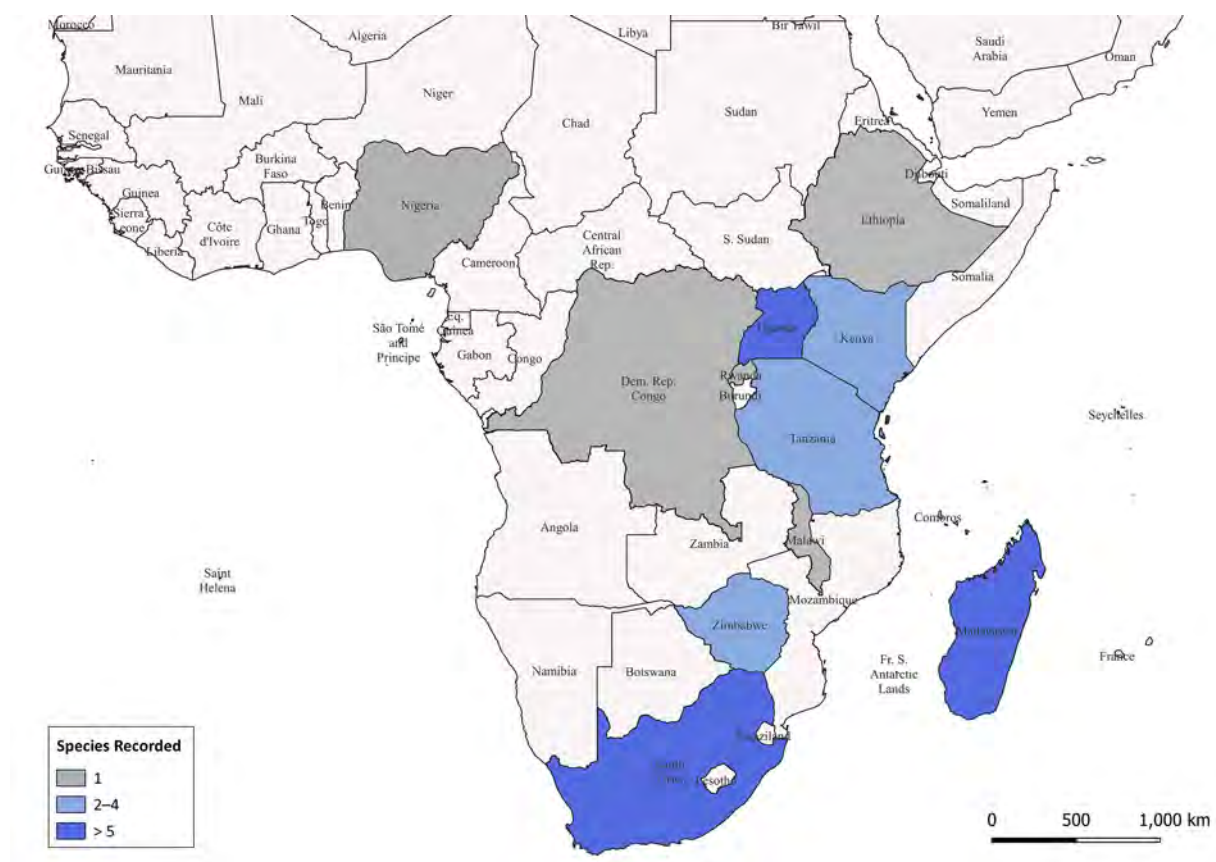 Morocco
Algeria
Libya
Bir Tawil
Saudi
Arabia
Oman
Mauritania
Mali
Niger
Chad
Sudan
Eritrea
Yemen
Senegal
Burkina
Faso
Djibouti
Guinea
Benin
Nigeria
Somaliland
Sierra
Leone
Côte
d'Ivoire
Ghana
Togo
Ethiopia
Liberia
Central
African
Rep.
S. Sudan
Cameroon
Somalia
São Tomé
and
Principe
Eq.
Guinea
Gabon
Congo
Uganda
Kenya
Dem. Rep.
Congo
Rwanda
Burundi
Seychelles
Tanzania
Comoros
Angola
Zambia
Malawi
Saint
Helena
Mozambique
Zimbabwe
Madagascar
Namibia
Botswana
Fr. S.
Antarctic
Lands
France
Swaziland
South
Lesotho
Species Recorded
1
2–4
> 5
0 500 1,000 km